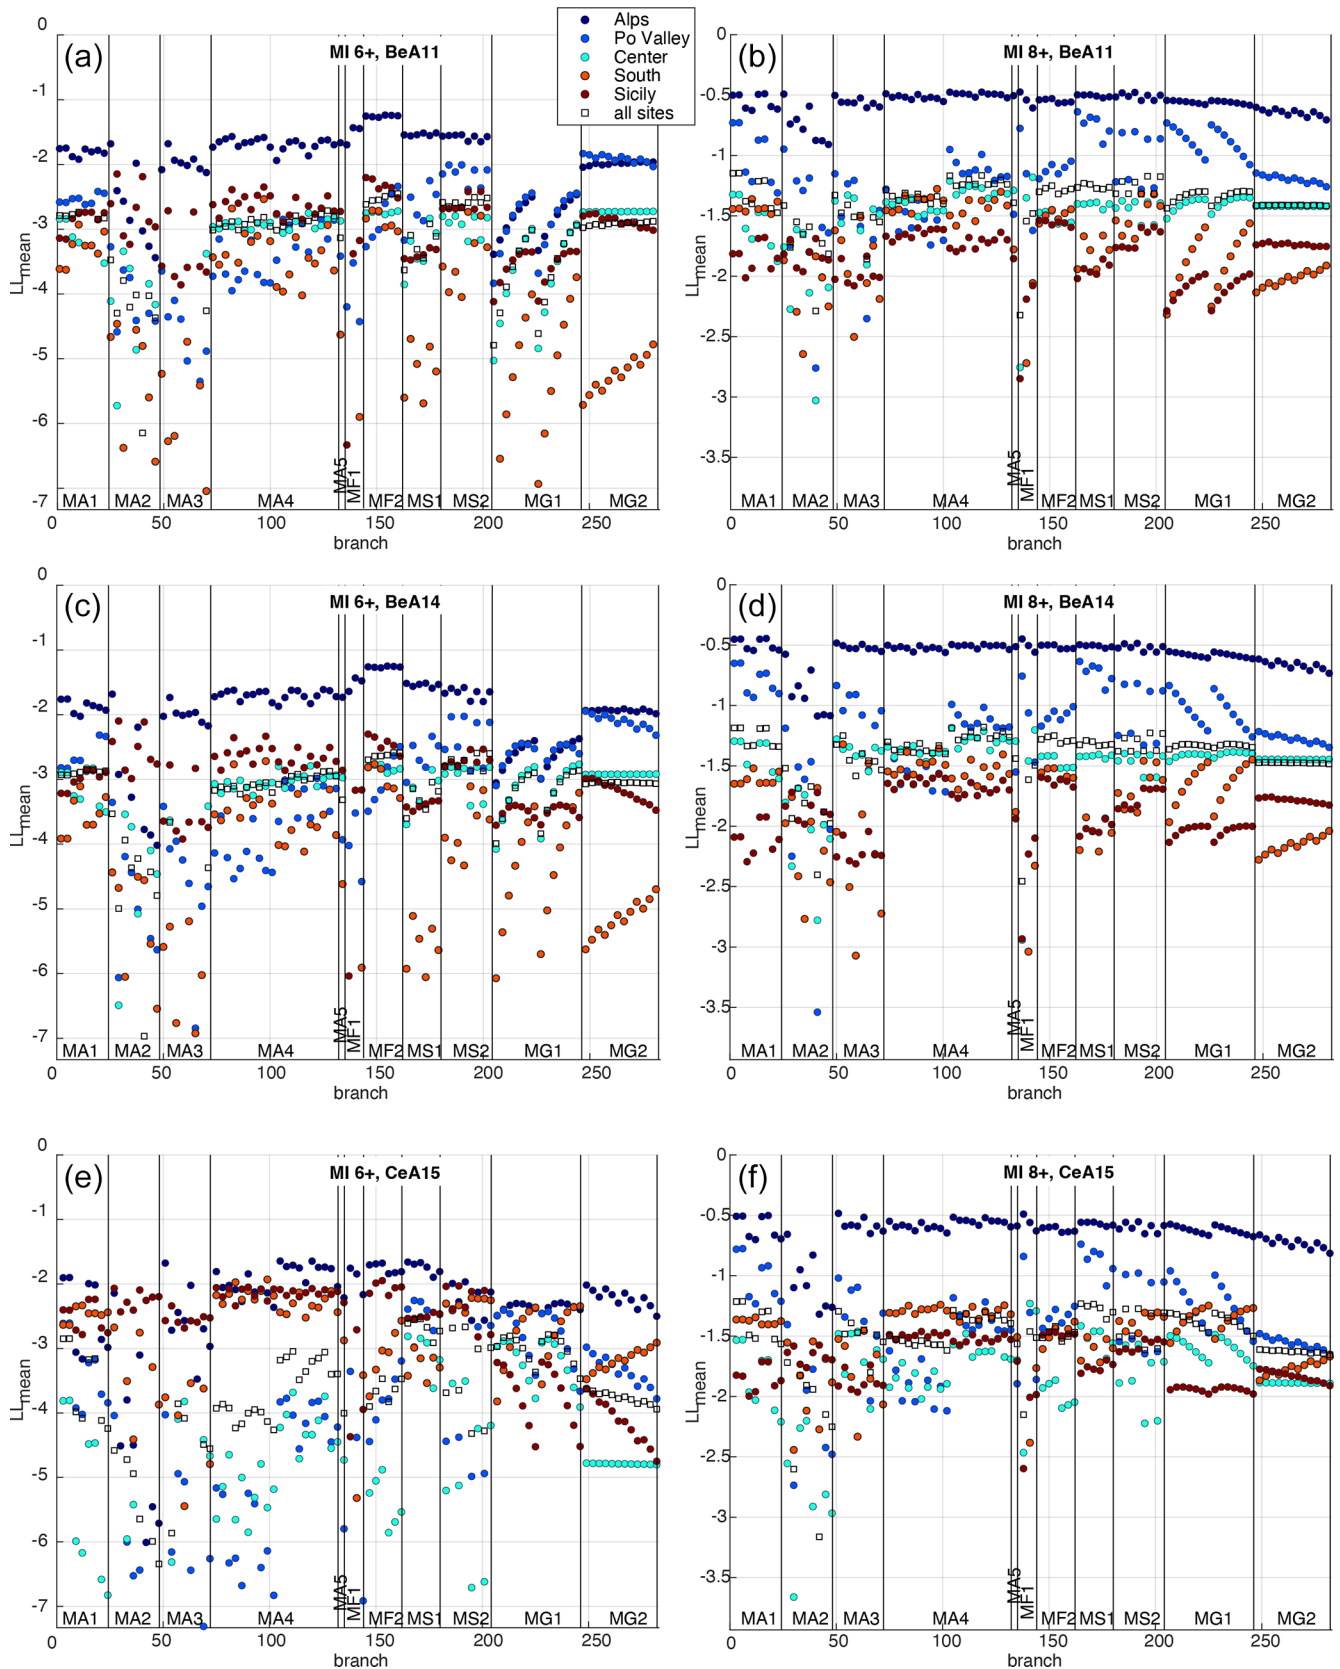 Alps
Po Valley
Center
South
Sicily
all sites
(a)
MI 6+, BeA11
0
-1
-2
-3
-4
-5
-6
-7
LLmean
MA1 MA2 MA3 MA4 MA5 MF1 MF2 MS1 MS2 MG1 MG2
0 50 100 150 200 250
branch
(b)
MI 8+, BeA11
0
-0.5
-1
-1.5
-2
-2.5
-3
-3.5
LLmean
MA1 MA2 MA3 MA4 MA5 MF1 MF2 MS1 MS2 MG1 MG2
0 50 100 150 200 250
branch
(c)
MI 6+, BeA14
0
-1
-2
-3
-4
-5
-6
-7
LLmean
MA1 MA2 MA3 MA4 MA5 MF1 MF2 MS1 MS2 MG1 MG2
0 50 100 150 200 250
branch
(d)
MI 8+, BeA14
0
-0.5
-1
-1.5
-2
-2.5
-3
-3.5
LLmean
MA1 MA2 MA3 MA4 MA5 MF1 MF2 MS1 MS2 MG1 MG2
0 50 100 150 200 250
branch
(e)
MI 6+, CeA15
0
-1
-2
-3
-4
-5
-6
-7
LLmean
MA1 MA2 MA3 MA4 MA5 MF1 MF2 MS1 MS2 MG1 MG2
0 50 100 150 200 250
branch
(f)
MI 8+, CeA15
0
-0.5
-1
-1.5
-2
-2.5
-3
-3.5
LLmean
MA1 MA2 MA3 MA4 MA5 MF1 MF2 MS1 MS2 MG1 MG2
0 50 100 150 200 250
branch